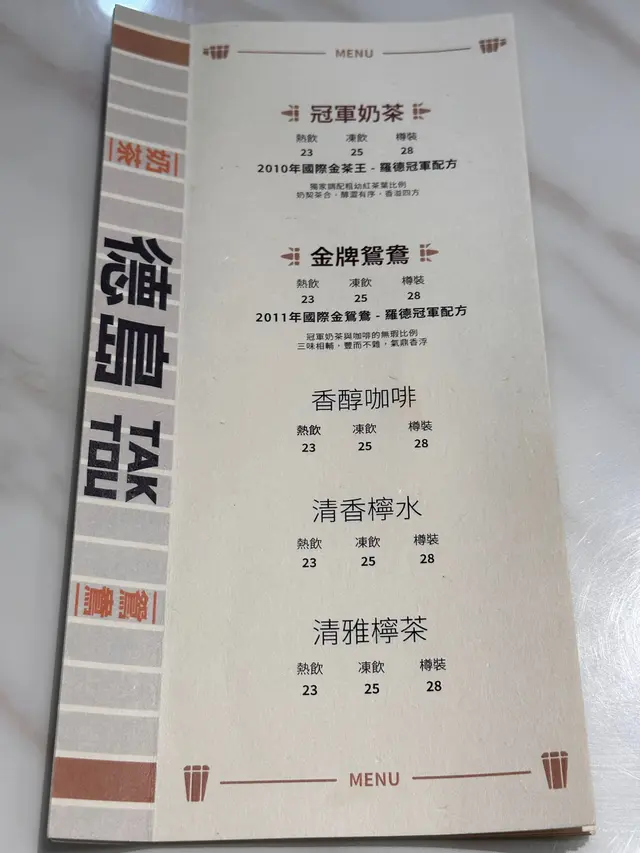 MENU
冠軍奶茶
熱飲 凍飲 樽裝
23 25 28
2010年國際金茶王 - 羅德冠軍配方
獨家調配粗幼紅茶葉比例
奶契茶合，醇澀有序，香溢四方
金牌鴛鴦
熱飲 凍飲 樽裝
23 25 28
2011年國際金鴛鴦 - 羅德冠軍配方
冠軍奶茶與咖啡的無瑕比例
三味相輔，豐而不雜，氣鼎香浮
香醇咖啡
熱飲 凍飲 樽裝
23 25 28
清香檸水
熱飲 凍飲 樽裝
23 25 28
清雅檸茶
熱飲 凍飲 樽裝
23 25 28
MENU
奶茶
德島
TAK
TOU
鴛鴦